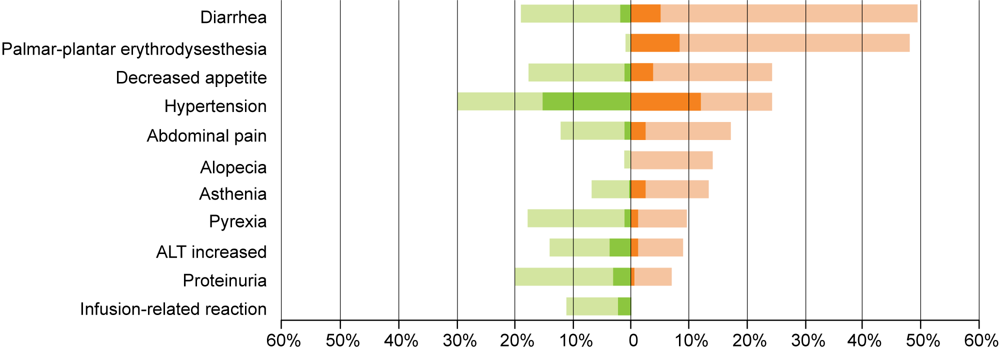 Diarrhea
Palmar-plantar erythrodysesthesia
Decreased appetite
Hypertension
Abdominal pain
Alopecia
Asthenia
Pyrexia
ALT increased
Proteinuria
Infusion-related reaction
60% 50% 40% 30% 20% 10% 0 10% 20% 30% 40% 50% 60%